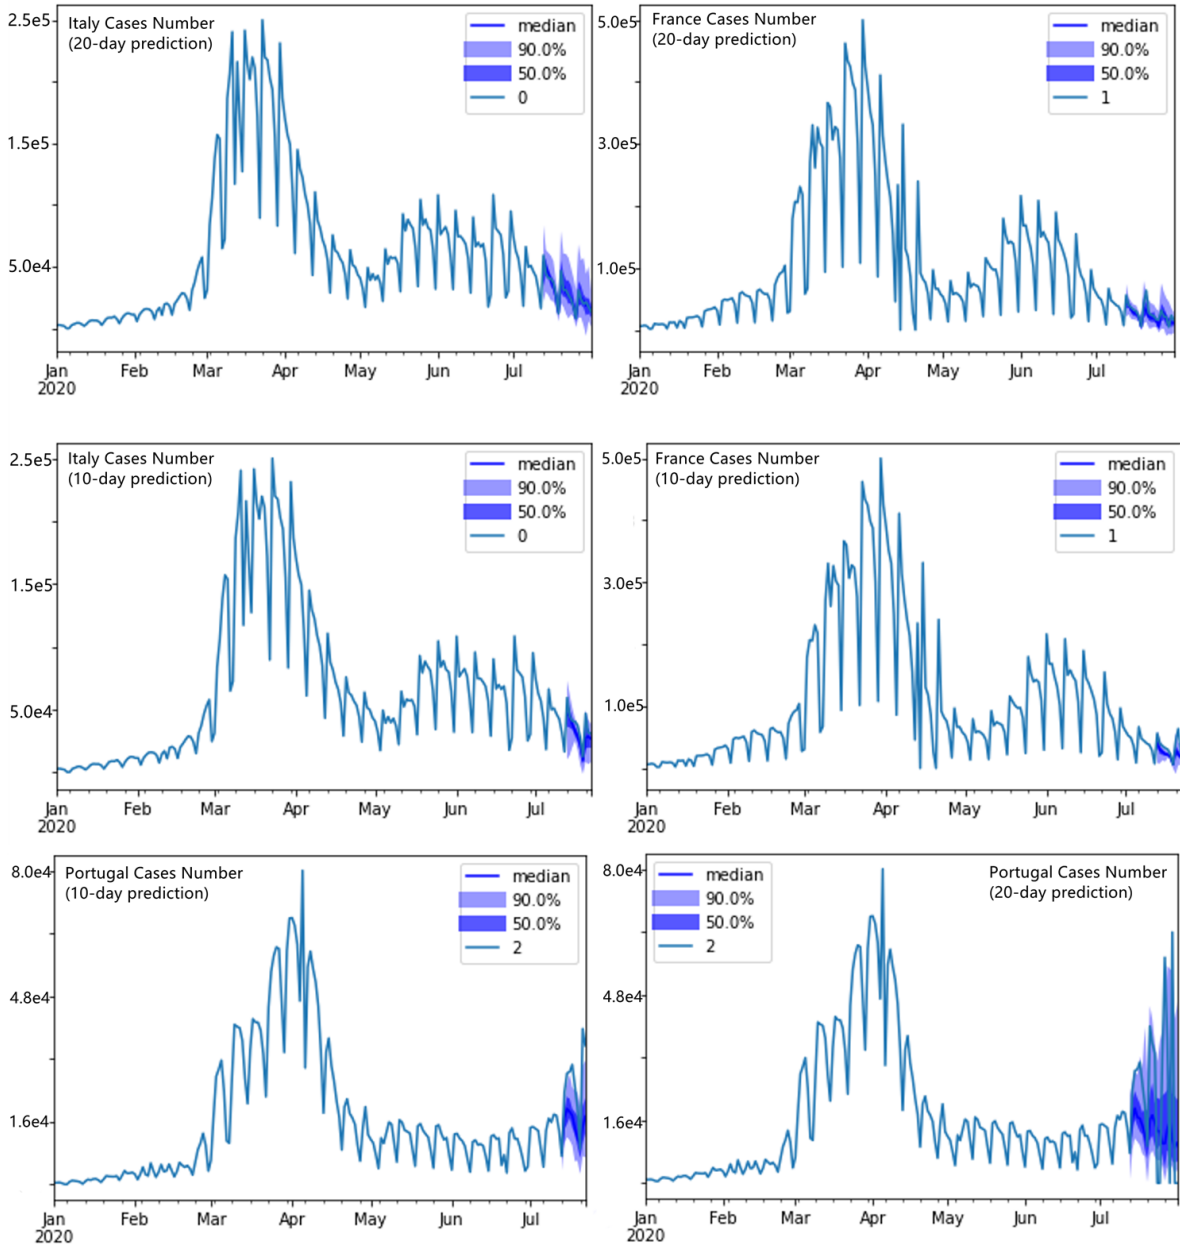 Italy Cases Number
(20-day prediction)
2.5e5
1.5e5
5.0e4
median
90.0%
50.0%
0
Jan Feb Mar Apr May Jun Jul
2020
France Cases Number
(20-day prediction)
5.0e5
3.0e5
1.0e5
median
90.0%
50.0%
1
Jan Feb Mar Apr May Jun Jul
2020
Italy Cases Number
(10-day prediction)
2.5e5
1.5e5
5.0e4
median
90.0%
50.0%
0
Jan Feb Mar Apr May Jun Jul
2020
France Cases Number
(10-day prediction)
5.0e5
3.0e5
1.0e5
median
90.0%
50.0%
1
Jan Feb Mar Apr May Jun Jul
2020
Portugal Cases Number
(10-day prediction)
8.0e4
4.8e4
1.6e4
median
90.0%
50.0%
2
Jan Feb Mar Apr May Jun Jul
2020
Portugal Cases Number
(20-day prediction)
8.0e4
4.8e4
1.6e4
median
90.0%
50.0%
2
Jan Feb Mar Apr May Jun Jul
2020